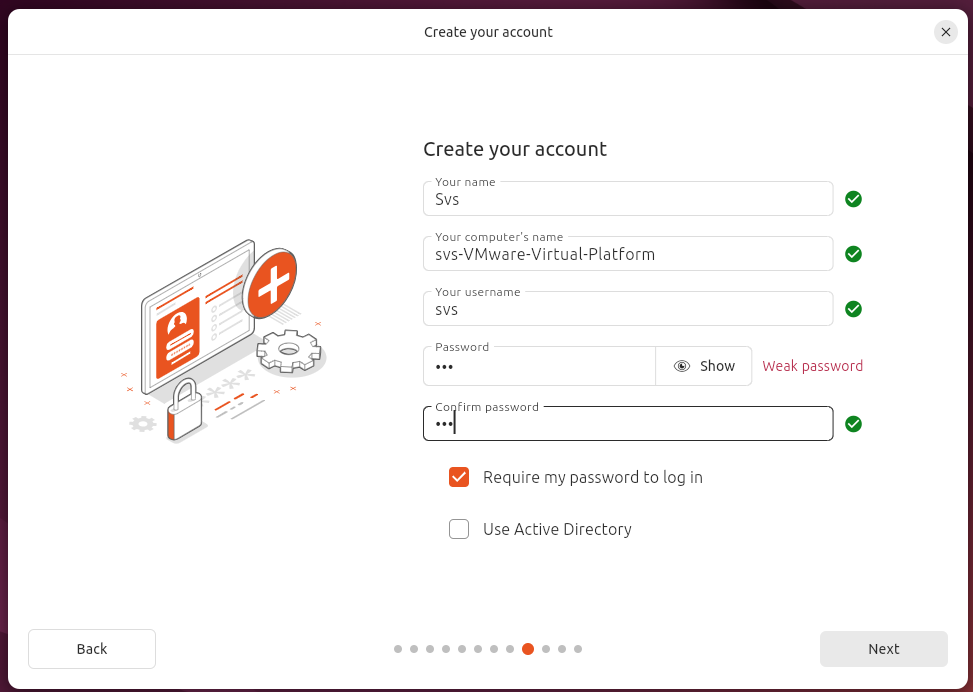 Create your account
Create your account
Your name
Svs
Your computer's name
svs-VMware-Virtual-Platform
Your username
svs
Password
•••
Show
Weak password
Confirm password
•••
Require my password to log in
Use Active Directory
Back
Next